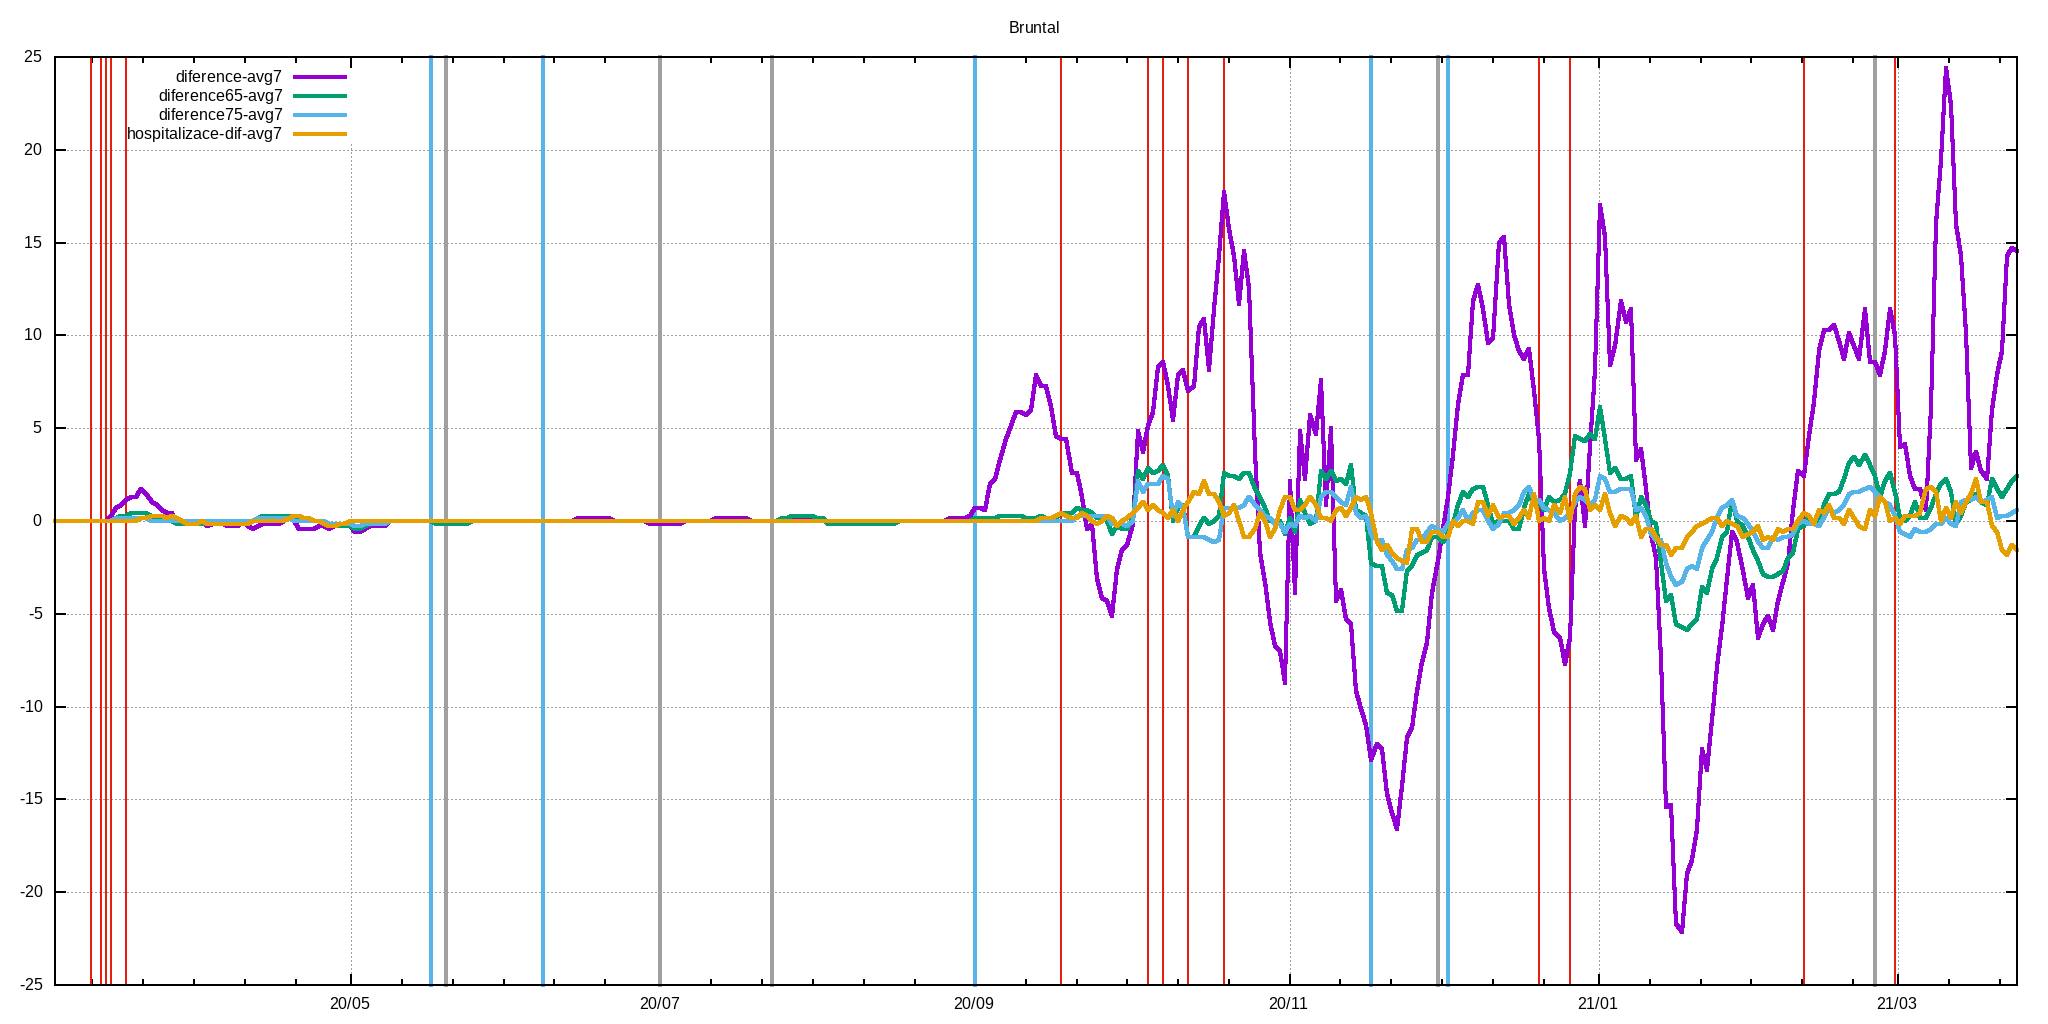 Bruntal
diference-avg7
diference65-avg7
diference75-avg7
hospitalizace-dif-avg7
25
20
15
10
5
0
-5
-10
-15
-20
-25
20/05 20/07 20/09 20/11 21/01 21/03